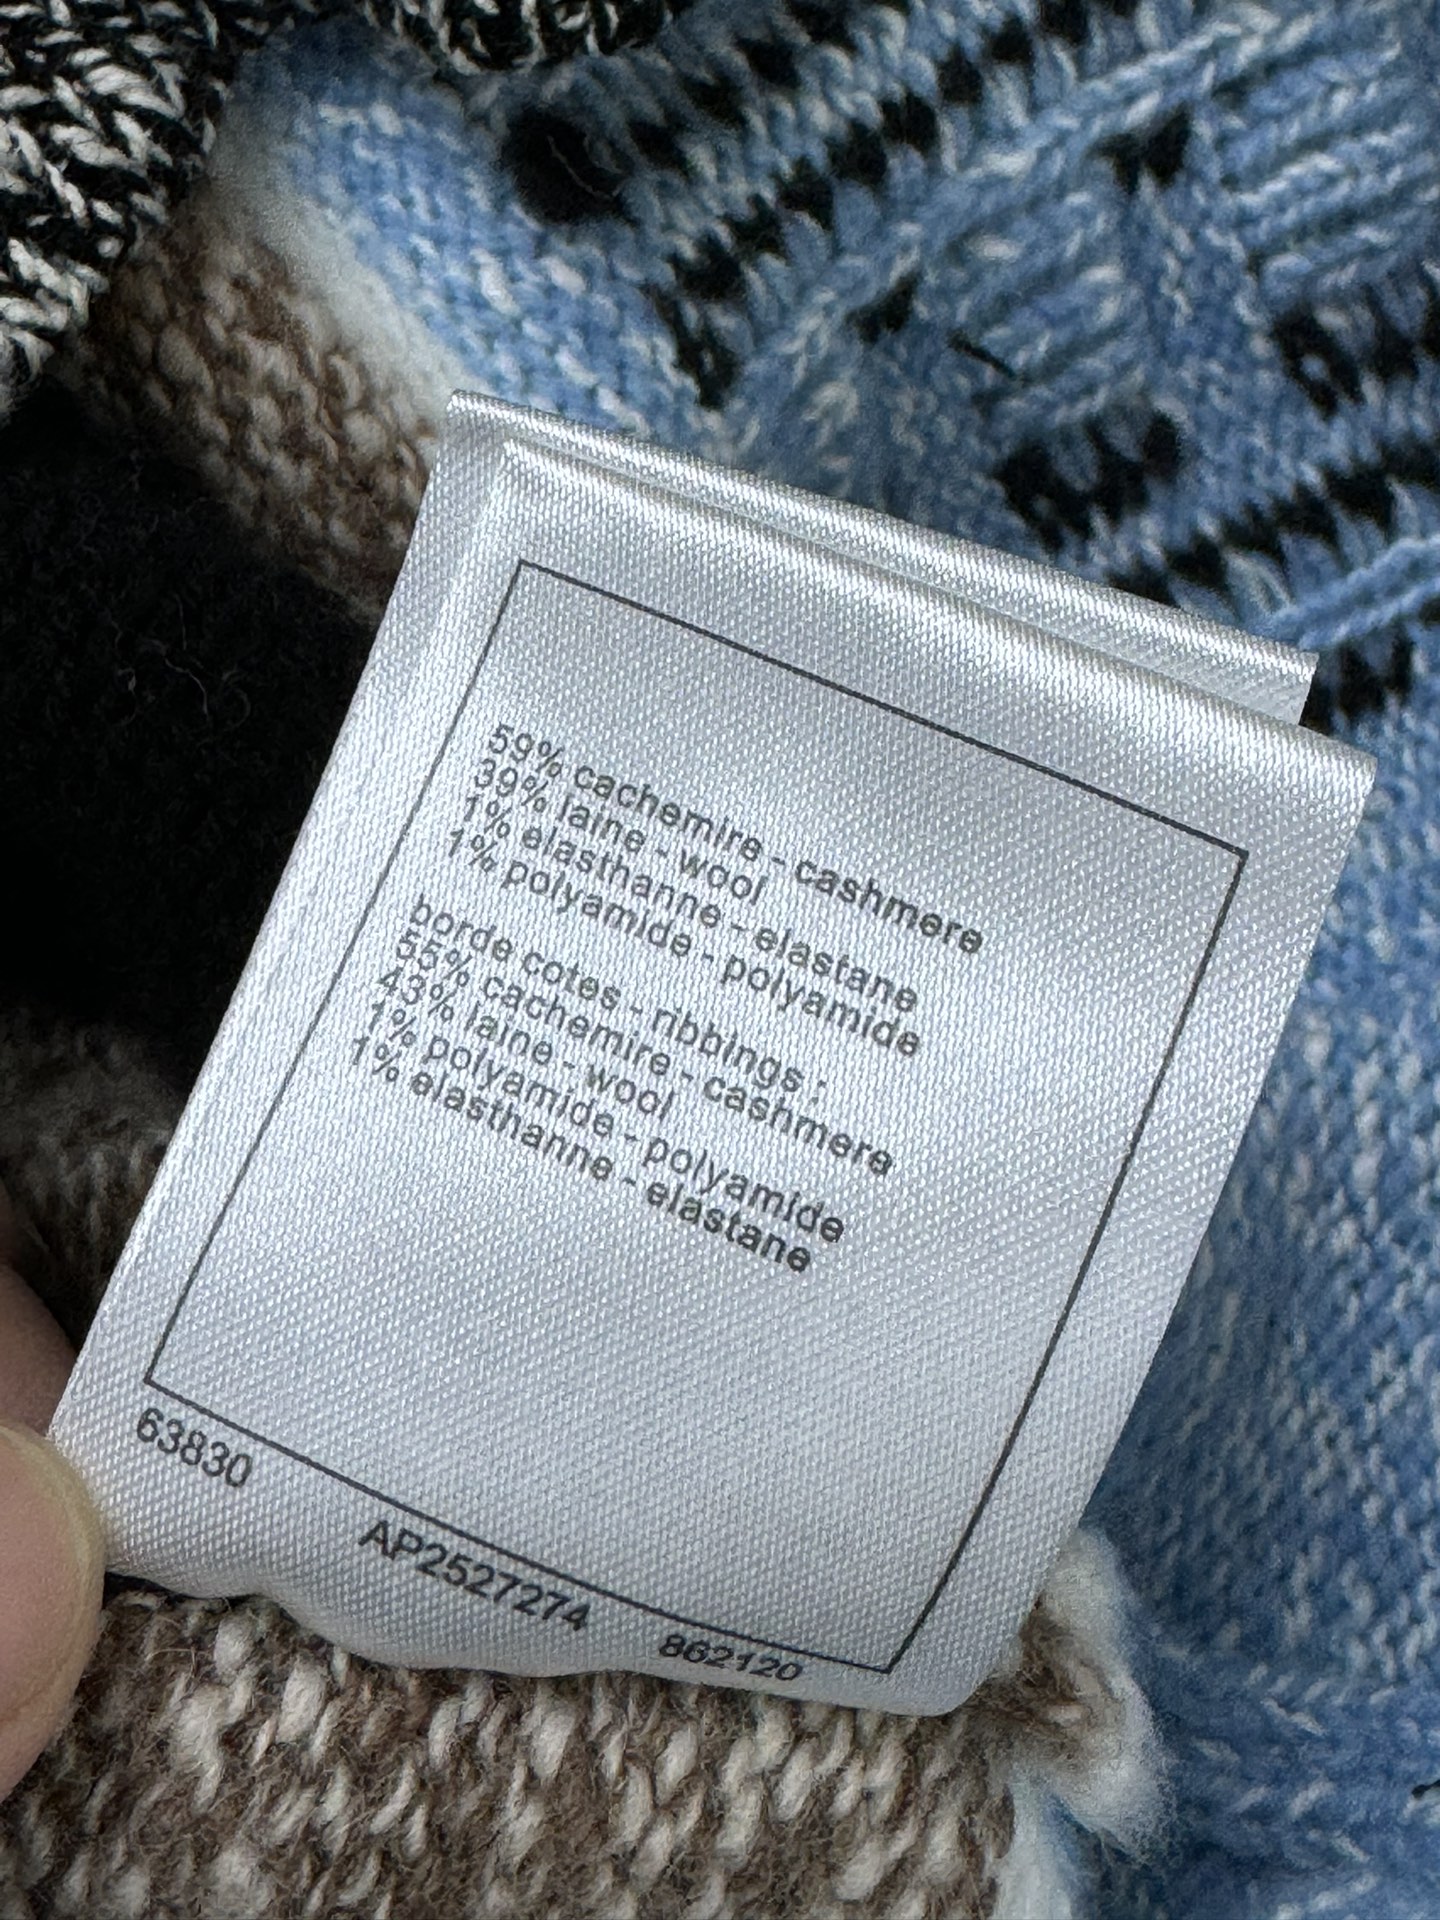 59% cachemire - cashmere
39% laine - wool
1% elasthanne - elastane
1% polyamide - polyamide
borde cotes - ribbings :
55% cachemire - cashmere
43% laine - wool
1% polyamide - polyamide
1% elasthanne - elastane
63830 AP2527274 862120